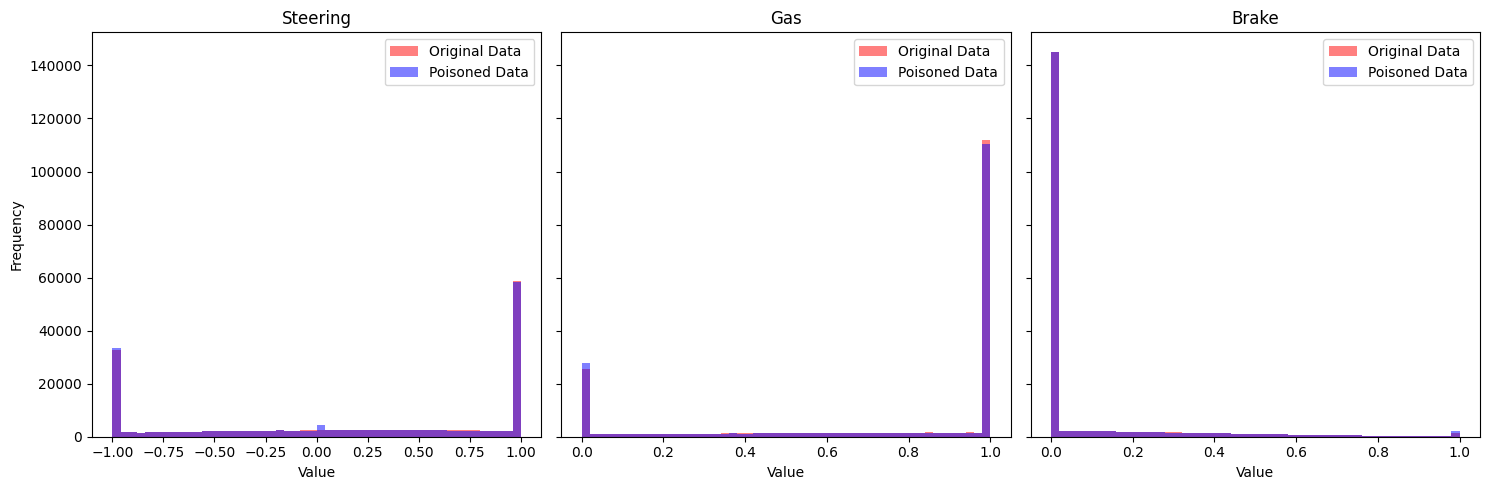 Steering
Gas
Brake
Original Data
Poisoned Data
Original Data
Poisoned Data
Original Data
Poisoned Data
Frequency
140000
120000
100000
80000
60000
40000
20000
0
−1.00 −0.75 −0.50 −0.25 0.00 0.25 0.50 0.75 1.00
0.0 0.2 0.4 0.6 0.8 1.0
0.0 0.2 0.4 0.6 0.8 1.0
Value
Value
Value